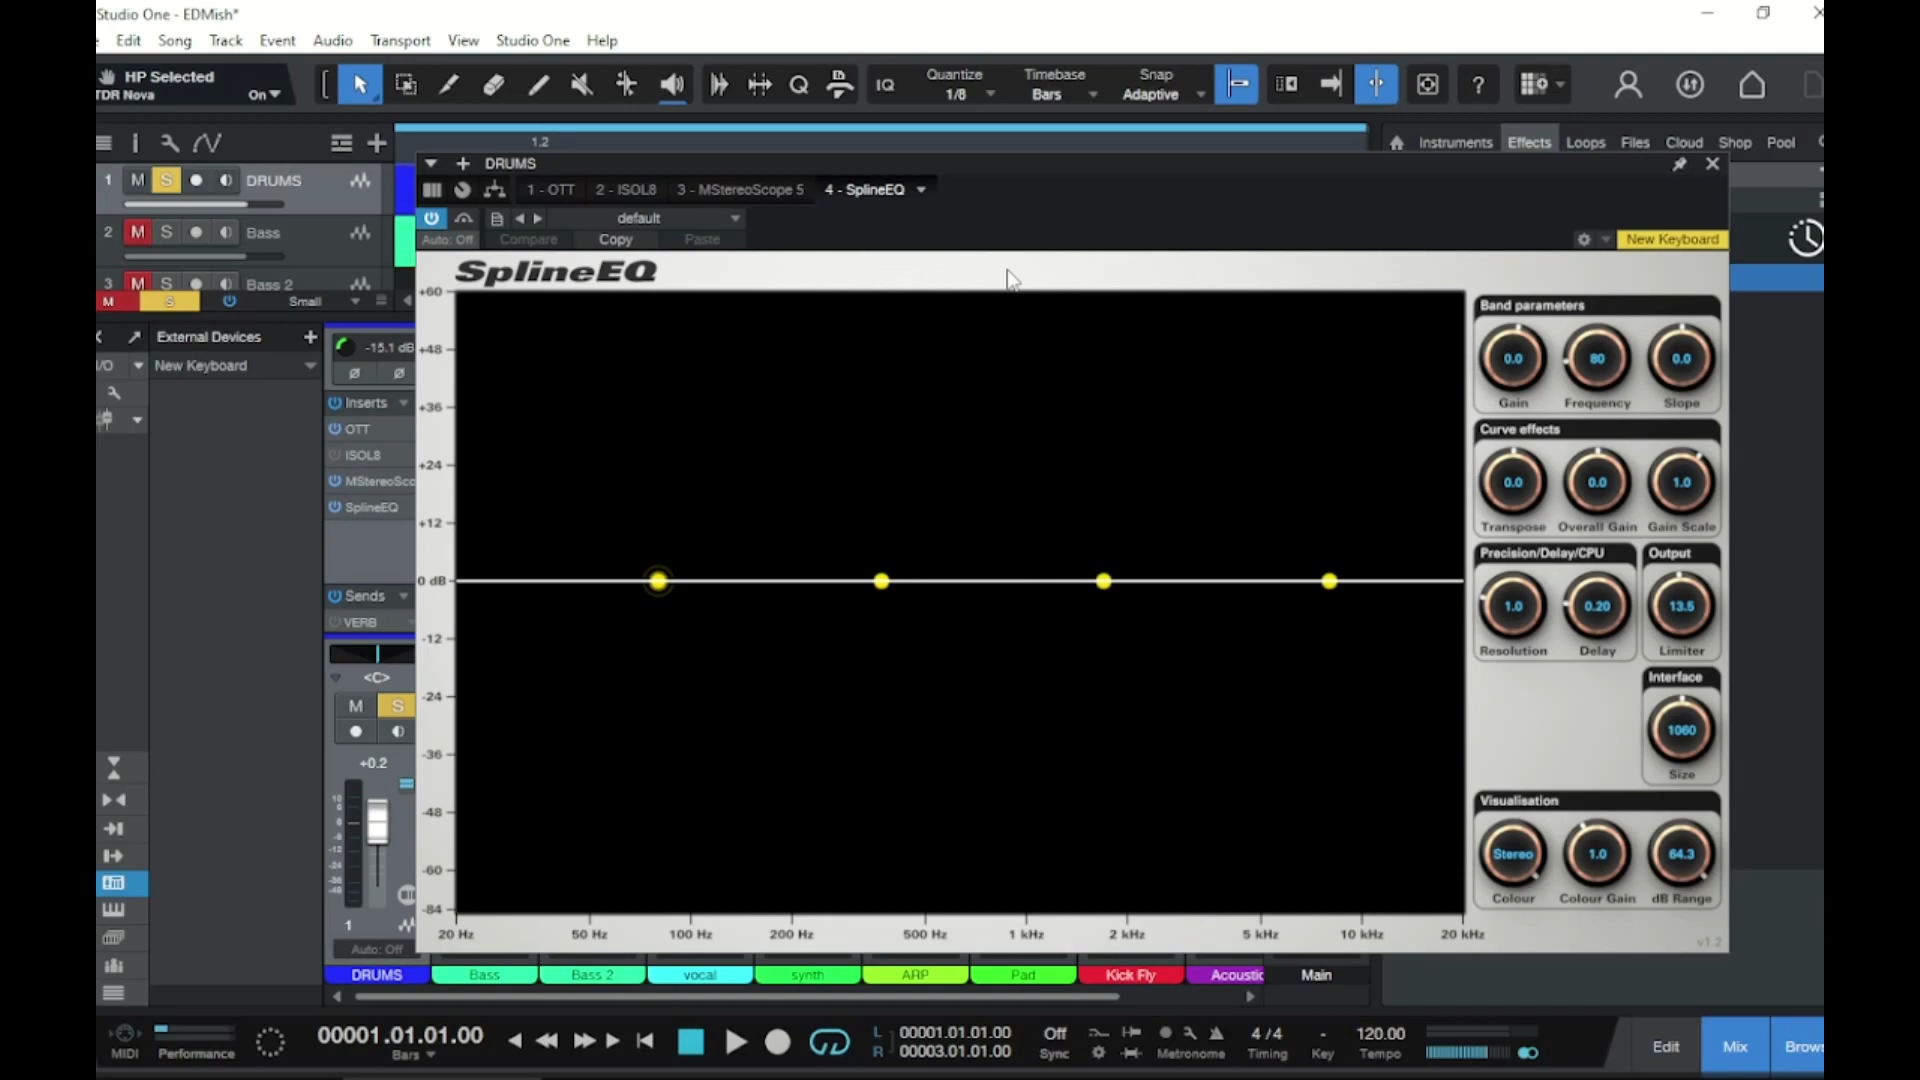 Studio One - EDMish*
Edit Song Track Event Audio Transport View Studio One Help
HP Selected
TDR Nova On
IQ
Quantize
1/8
Timebase
Bars
Snap
Adaptive
?
1.2
Instruments Effects Loops Files Cloud Shop Pool
1 M S DRUMS
2 M S Bass
3 M S Bass 2
M S Small
DRUMS
1 - OTT 2 - ISOL8 3 - MStereoScope 5 4 - SplineEQ
default
Auto: Off Compare Copy Paste
New Keyboard
External Devices
I/O New Keyboard
-15.1 dB
Inserts
OTT
ISOL8
MStereoSco
SplineEQ
Sends
VERB
<C>
M S
+0.2
1
Auto: Off
SplineEQ
+60
+48
+36
+24
+12
0 dB
-12
-24
-36
-48
-60
-84
20 Hz 50 Hz 100 Hz 200 Hz 500 Hz 1 kHz 2 kHz 5 kHz 10 kHz 20 kHz
Band parameters
0.0 80 0.0
Gain Frequency Slope
Curve effects
0.0 0.0 1.0
Transpose Overall Gain Gain Scale
Precision/Delay/CPU Output
1.0 0.20 13.5
Resolution Delay Limiter
Interface
1060
Size
Visualisation
Stereo 1.0 64.3
Colour Colour Gain dB Range
v1.2
DRUMS Bass Bass 2 vocal synth ARP Pad Kick Fly Acoustic Main
MIDI
Performance
00001.01.01.00
Bars
L 00001.01.01.00
R 00003.01.01.00
Off
Sync
Metronome
4 / 4
Timing
-
Key
120.00
Tempo
Edit Mix Brow